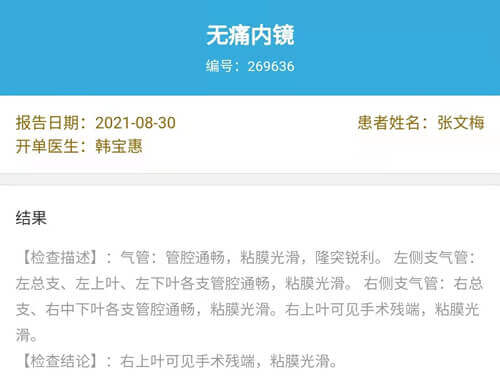 无痛内镜
编号：269636
报告日期：2021-08-30 患者姓名：张文梅
开单医生：韩宝惠
结果
【检查描述】：气管：管腔通畅，粘膜光滑，隆突锐利。 左侧支气管：
左总支、左上叶、左下叶各支管腔通畅，粘膜光滑。 右侧支气管：右总
支、右中下叶各支管腔通畅，粘膜光滑。右上叶可见手术残端，粘膜光
滑。
【检查结论】：右上叶可见手术残端，粘膜光滑。